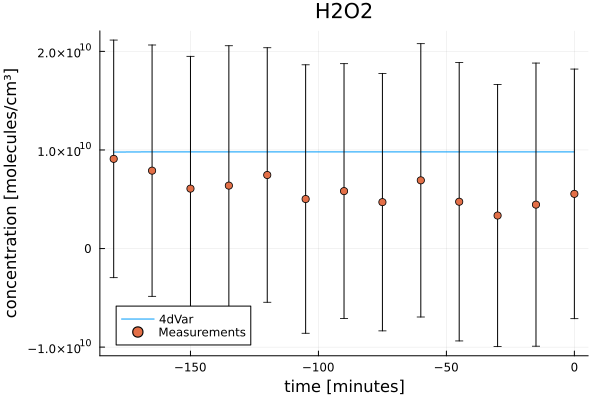 H2O2
concentration [molecules/cm³]
2.0×10¹⁰
1.0×10¹⁰
0
−1.0×10¹⁰
4dVar
Measurements
−150
−100
−50
0
time [minutes]